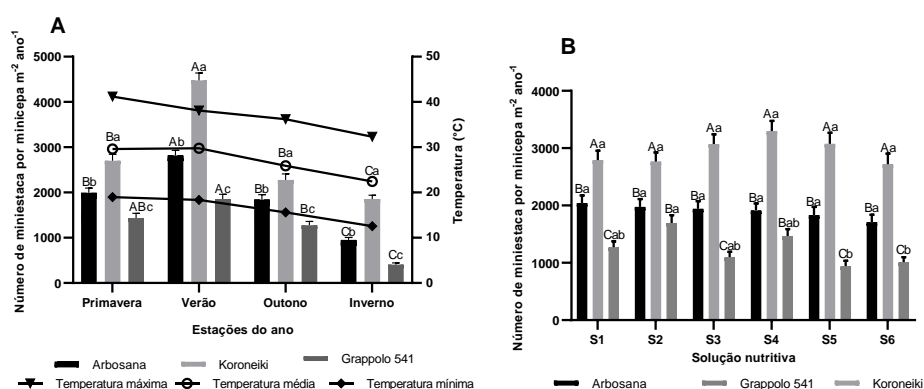 A
Número de miniestaca por minicepa m⁻² ano⁻¹
5000
4000
3000
2000
1000
0
Bb Ba ABc
Ab Aa Ac
Bb Ba Bc
Cb Ca Cc
50
40
30
20
10
0
Temperatura (°C)
Primavera Verão Outono Inverno
Estações do ano
Arbosana Koroneiki Grappolo 541
Temperatura máxima Temperatura média Temperatura mínima
B
Número de miniestaca por minicepa m⁻² ano⁻¹
4000
3000
2000
1000
0
Ba Aa Cab
Ba Aa Ba
Ba Aa Cab
Ba Aa Bab
Ba Aa Cb
Ba Aa Cb
S1 S2 S3 S4 S5 S6
Solução nutritiva
Arbosana Grappolo 541 Koroneiki